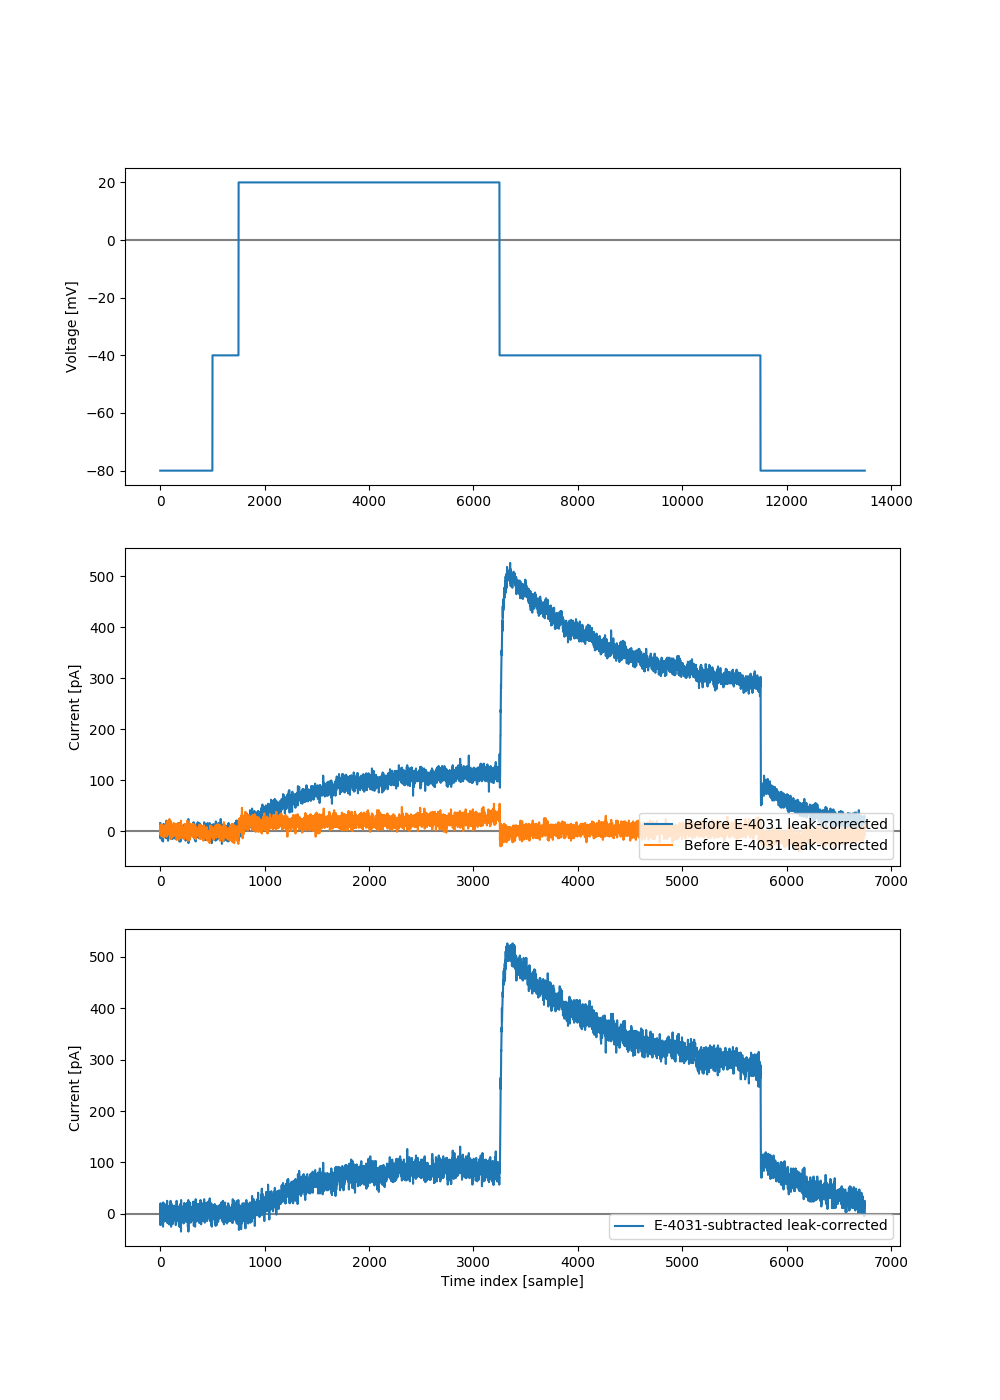 20
0
−20
−40
−60
−80
Voltage [mV]
0 2000 4000 6000 8000 10000 12000 14000
500
400
300
200
100
0
Current [pA]
Before E-4031 leak-corrected
Before E-4031 leak-corrected
0 1000 2000 3000 4000 5000 6000 7000
500
400
300
200
100
0
Current [pA]
E-4031-subtracted leak-corrected
0 1000 2000 3000 4000 5000 6000 7000
Time index [sample]